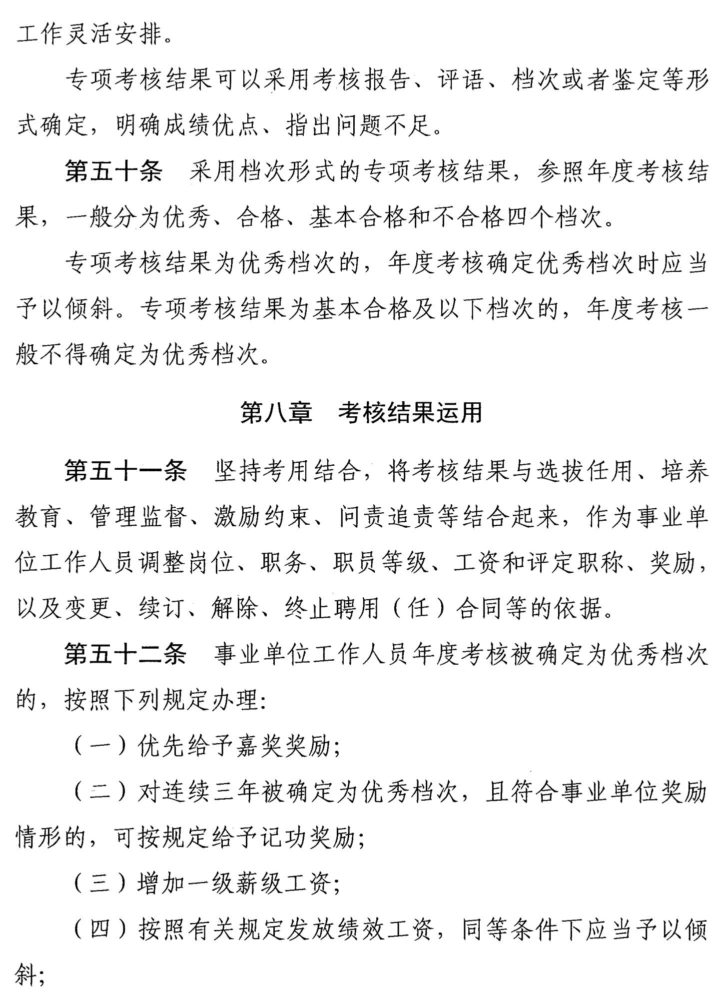 工作灵活安排。
专项考核结果可以采用考核报告、评语、档次或者鉴定等形
式确定，明确成绩优点、指出问题不足。
第五十条　采用档次形式的专项考核结果，参照年度考核结
果，一般分为优秀、合格、基本合格和不合格四个档次。
专项考核结果为优秀档次的，年度考核确定优秀档次时应当
予以倾斜。专项考核结果为基本合格及以下档次的，年度考核一
般不得确定为优秀档次。
第八章　考核结果运用
第五十一条　坚持考用结合，将考核结果与选拔任用、培养
教育、管理监督、激励约束、问责追责等结合起来，作为事业单
位工作人员调整岗位、职务、职员等级、工资和评定职称、奖励，
以及变更、续订、解除、终止聘用（任）合同等的依据。
第五十二条　事业单位工作人员年度考核被确定为优秀档次
的，按照下列规定办理：
（一）优先给予嘉奖奖励；
（二）对连续三年被确定为优秀档次，且符合事业单位奖励
情形的，可按规定给予记功奖励；
（三）增加一级薪级工资；
（四）按照有关规定发放绩效工资，同等条件下应当予以倾
斜；